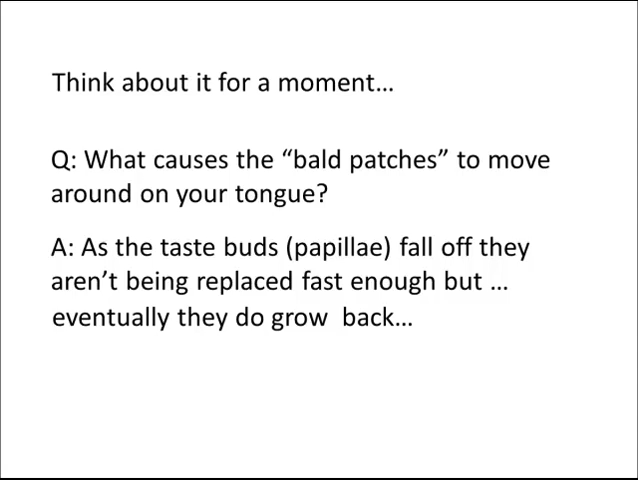 Think about it for a moment...
Q: What causes the “bald patches” to move
around on your tongue?
A: As the taste buds (papillae) fall off they
aren’t being replaced fast enough but ...
eventually they do grow  back...